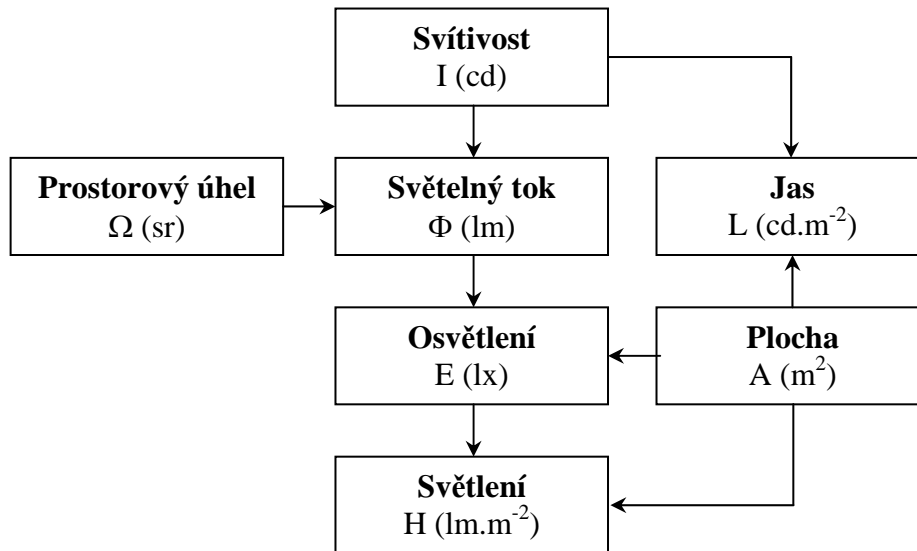 Svítivost
I (cd)
Prostorový úhel
Ω (sr)
Světelný tok
Φ (lm)
Jas
L (cd.m⁻²)
Osvětlení
E (lx)
Plocha
A (m²)
Světlení
H (lm.m⁻²)